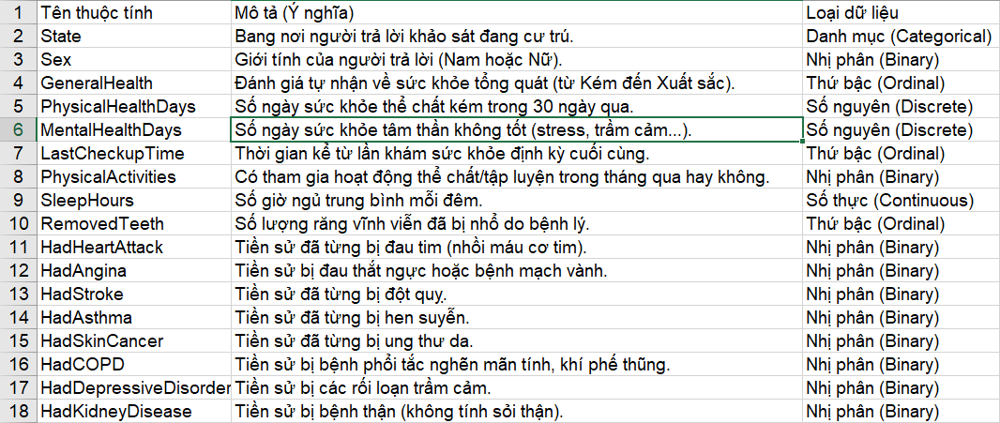 1 Tên thuộc tính Mô tả (Ý nghĩa) Loại dữ liệu
2 State Bang nơi người trả lời khảo sát đang cư trú. Danh mục (Categorical)
3 Sex Giới tính của người trả lời (Nam hoặc Nữ). Nhị phân (Binary)
4 GeneralHealth Đánh giá tự nhận về sức khỏe tổng quát (từ Kém đến Xuất sắc). Thứ bậc (Ordinal)
5 PhysicalHealthDays Số ngày sức khỏe thể chất kém trong 30 ngày qua. Số nguyên (Discrete)
6 MentalHealthDays Số ngày sức khỏe tâm thần không tốt (stress, trầm cảm...). Số nguyên (Discrete)
7 LastCheckupTime Thời gian kể từ lần khám sức khỏe định kỳ cuối cùng. Thứ bậc (Ordinal)
8 PhysicalActivities Có tham gia hoạt động thể chất/tập luyện trong tháng qua hay không. Nhị phân (Binary)
9 SleepHours Số giờ ngủ trung bình mỗi đêm. Số thực (Continuous)
10 RemovedTeeth Số lượng răng vĩnh viễn đã bị nhổ do bệnh lý. Thứ bậc (Ordinal)
11 HadHeartAttack Tiền sử đã từng bị đau tim (nhồi máu cơ tim). Nhị phân (Binary)
12 HadAngina Tiền sử bị đau thắt ngực hoặc bệnh mạch vành. Nhị phân (Binary)
13 HadStroke Tiền sử đã từng bị đột quỵ. Nhị phân (Binary)
14 HadAsthma Tiền sử đã từng bị hen suyễn. Nhị phân (Binary)
15 HadSkinCancer Tiền sử đã từng bị ung thư da. Nhị phân (Binary)
16 HadCOPD Tiền sử bị bệnh phổi tắc nghẽn mãn tính, khí phế thũng. Nhị phân (Binary)
17 HadDepressiveDisorder Tiền sử bị các rối loạn trầm cảm. Nhị phân (Binary)
18 HadKidneyDisease Tiền sử bị bệnh thận (không tính sỏi thận). Nhị phân (Binary)